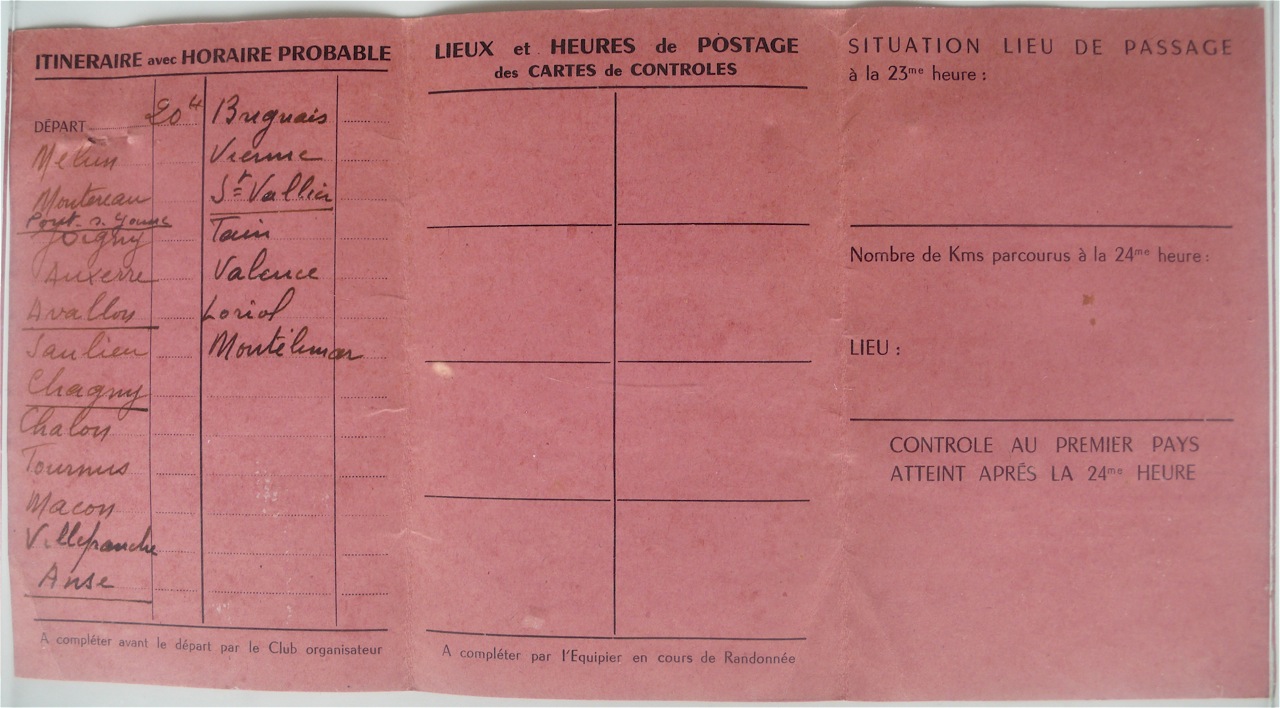 ITINERAIRE avec HORAIRE PROBABLE
DÉPART 20 h
Melun
Montereau
Pont. s. Yonne
Joigny
Auxerre
Avallon
Saulieu
Chagny
Chalon
Tournus
Macon
Villefranche
Anse
Brignais
Vienne
St Vallier
Tain
Valence
Loriol
Montélimar
A compléter avant le départ par le Club organisateur
LIEUX et HEURES de POSTAGE
des CARTES de CONTROLES
A compléter par l'Equipier en cours de Randonnée
SITUATION LIEU DE PASSAGE
à la 23me heure :
Nombre de Kms parcourus à la 24me heure :
LIEU :
CONTROLE AU PREMIER PAYS
ATTEINT APRÉS LA 24me HEURE